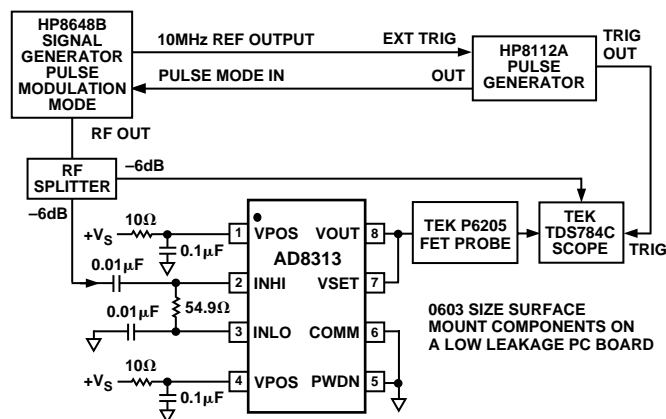 HP8648B
SIGNAL
GENERATOR
PULSE
MODULATION
MODE
10MHz REF OUTPUT
EXT TRIG
HP8112A
PULSE
GENERATOR
TRIG
OUT
PULSE MODE IN
OUT
RF OUT
RF
SPLITTER
–6dB
–6dB
+VS
10Ω
0.1μF
0.01μF
54.9Ω
0.01μF
+VS
10Ω
0.1μF
1
VPOS
VOUT
8
AD8313
2
INHI
VSET
7
3
INLO
COMM
6
4
VPOS
PWDN
5
TEK P6205
FET PROBE
TEK
TDS784C
SCOPE
TRIG
0603 SIZE SURFACE
MOUNT COMPONENTS ON
A LOW LEAKAGE PC BOARD